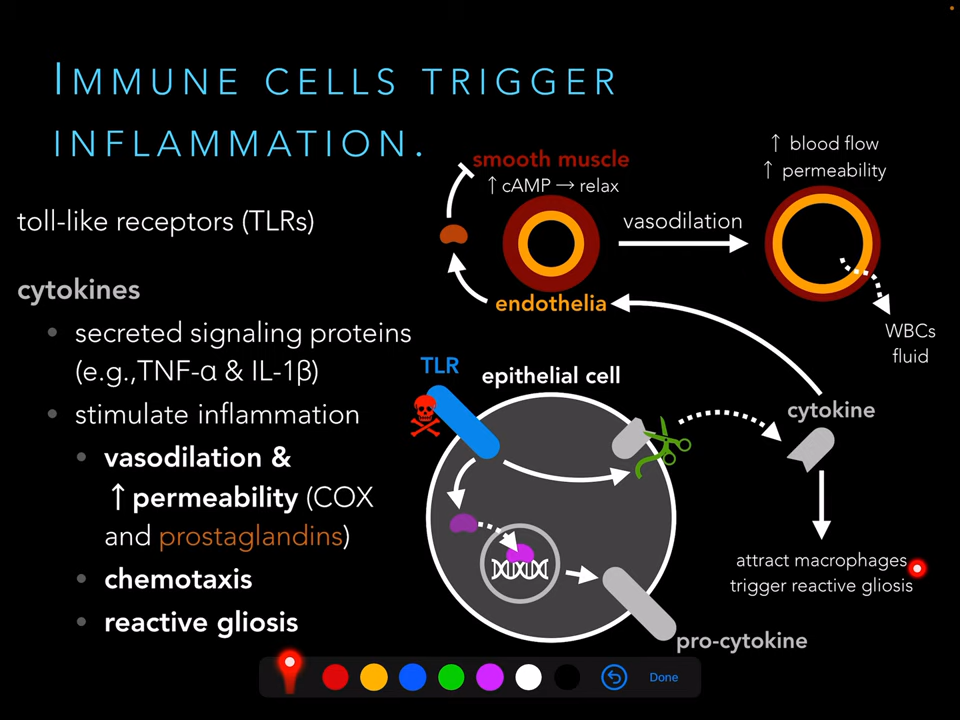 IMMUNE CELLS TRIGGER
INFLAMMATION.
toll-like receptors (TLRs)
cytokines
• secreted signaling proteins
(e.g.,TNF-α & IL-1β)
• stimulate inflammation
• vasodilation &
↑ permeability (COX
and prostaglandins)
• chemotaxis
• reactive gliosis
smooth muscle
↑ cAMP → relax
endothelia
vasodilation
↑ blood flow
↑ permeability
WBCs
fluid
TLR
epithelial cell
cytokine
attract macrophages
trigger reactive gliosis
pro-cytokine
Done